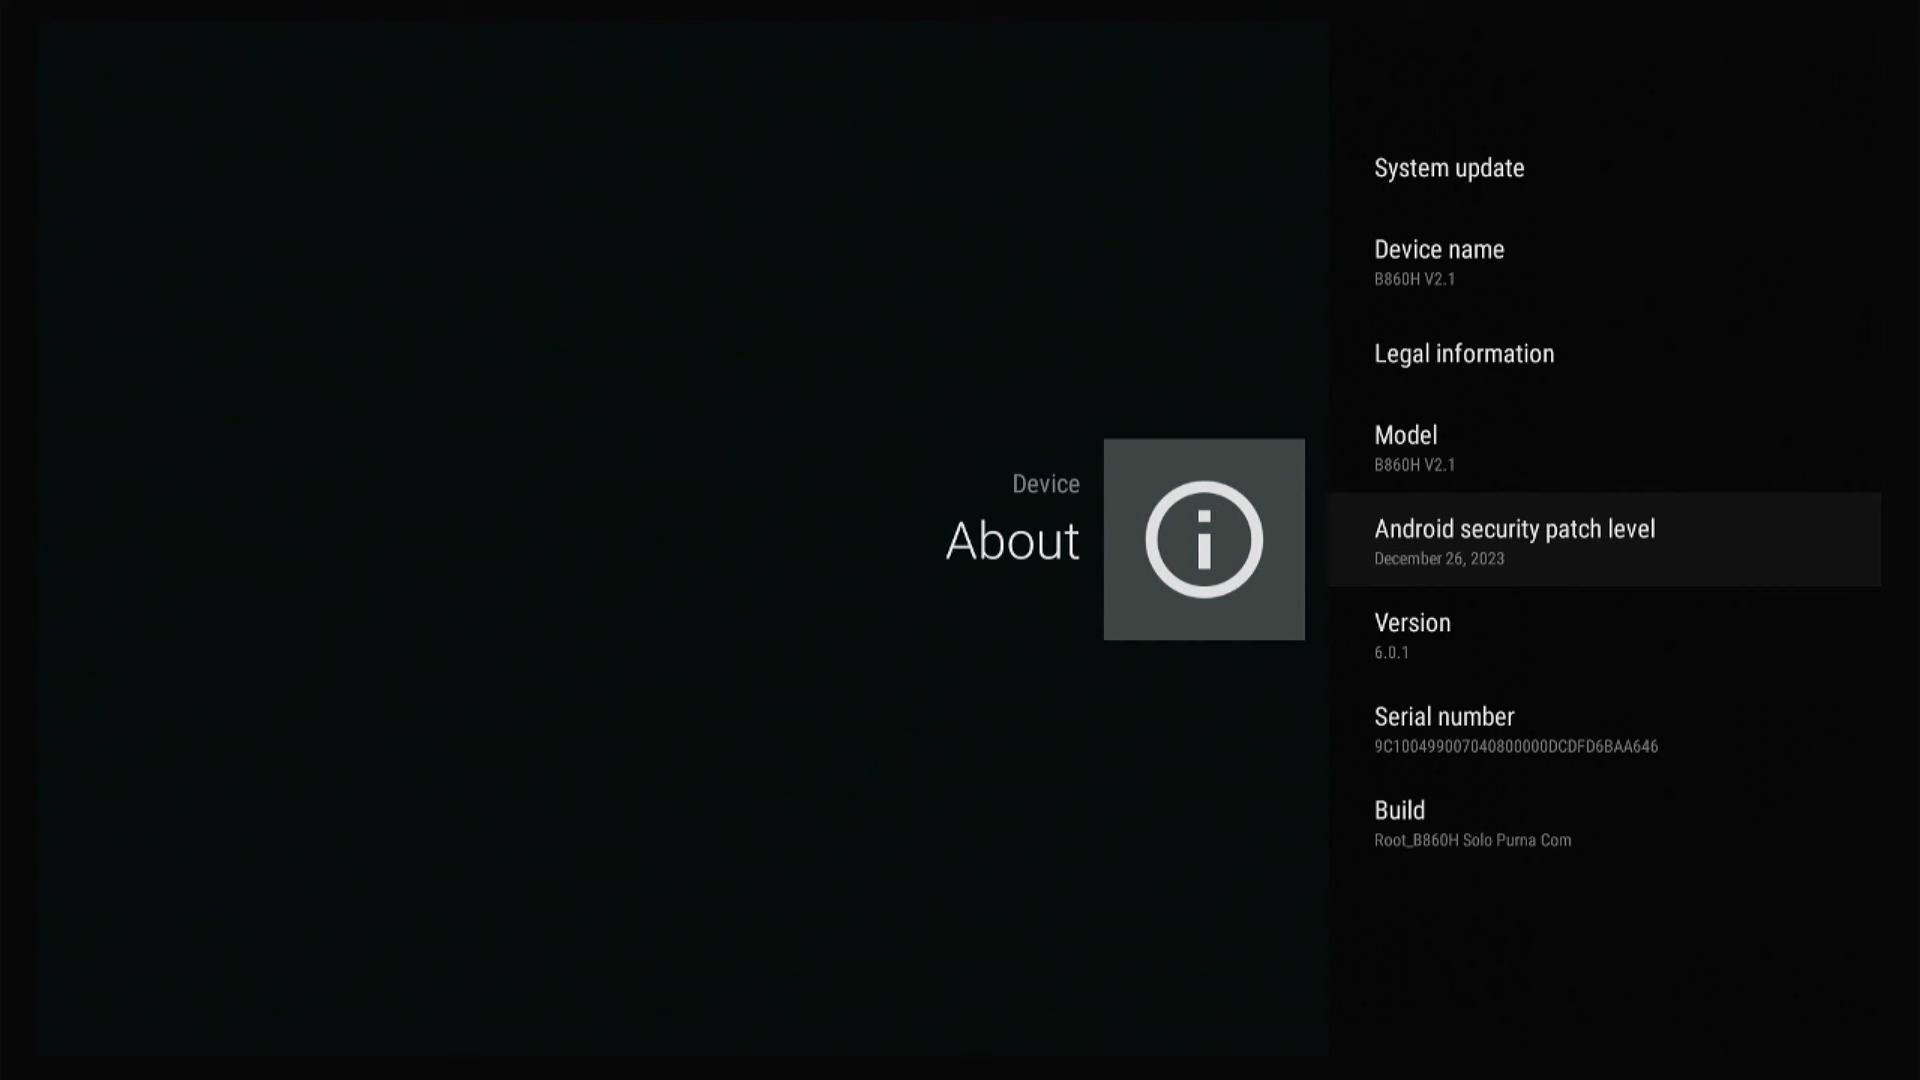 Device
About
System update
Device name
B860H V2.1
Legal information
Model
B860H V2.1
Android security patch level
December 26, 2023
Version
6.0.1
Serial number
9C100499007040800000DCDFD6BAA646
Build
Root_B860H Solo Purna Com